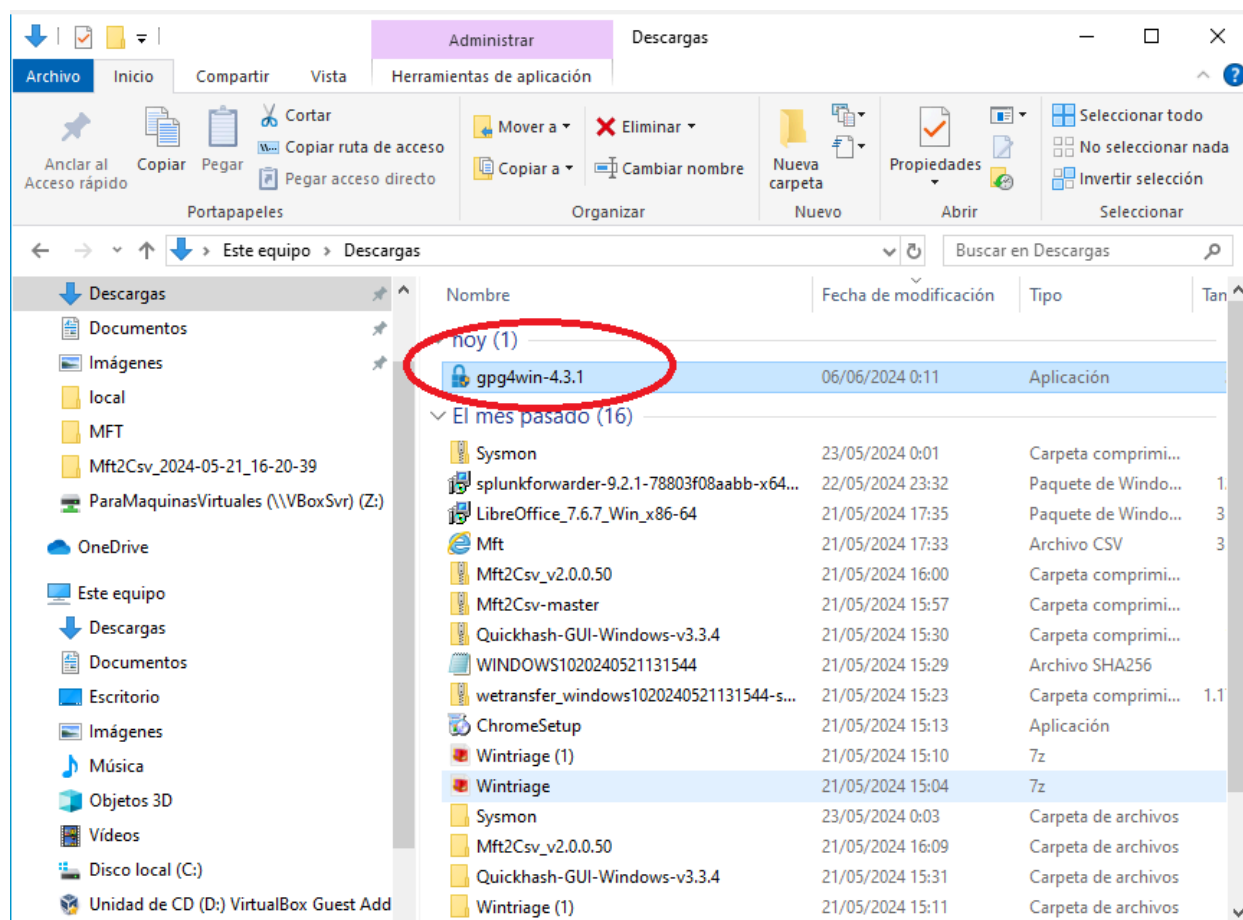 Administrar Descargas
Archivo Inicio Compartir Vista Herramientas de aplicación
Anclar al Acceso rápido
Copiar
Pegar
Cortar
Copiar ruta de acceso
Pegar acceso directo
Mover a
Copiar a
Eliminar
Cambiar nombre
Nueva carpeta
Propiedades
Seleccionar todo
No seleccionar nada
Invertir selección
Portapapeles Organizar Nuevo Abrir Seleccionar
Este equipo > Descargas Buscar en Descargas
Descargas
Documentos
Imágenes
local
MFT
Mft2Csv_2024-05-21_16-20-39
ParaMaquinasVirtuales (\\VBoxSvr) (Z:)
OneDrive
Este equipo
Descargas
Documentos
Escritorio
Imágenes
Música
Objetos 3D
Vídeos
Disco local (C:)
Unidad de CD (D:) VirtualBox Guest Add
Nombre Fecha de modificación Tipo Tan
hoy (1)
gpg4win-4.3.1 06/06/2024 0:11 Aplicación
El mes pasado (16)
Sysmon 23/05/2024 0:01 Carpeta comprimi...
splunkforwarder-9.2.1-78803f08aabb-x64... 22/05/2024 23:32 Paquete de Windo... 1.
LibreOffice_7.6.7_Win_x86-64 21/05/2024 17:35 Paquete de Windo... 3
Mft 21/05/2024 17:33 Archivo CSV 3
Mft2Csv_v2.0.0.50 21/05/2024 16:00 Carpeta comprimi...
Mft2Csv-master 21/05/2024 15:57 Carpeta comprimi...
Quickhash-GUI-Windows-v3.3.4 21/05/2024 15:30 Carpeta comprimi...
WINDOWS1020240521131544 21/05/2024 15:29 Archivo SHA256
wetransfer_windows1020240521131544-s... 21/05/2024 15:23 Carpeta comprimi... 1.1
ChromeSetup 21/05/2024 15:13 Aplicación
Wintriage (1) 21/05/2024 15:10 7z
Wintriage 21/05/2024 15:04 7z
Sysmon 23/05/2024 0:03 Carpeta de archivos
Mft2Csv_v2.0.0.50 21/05/2024 16:09 Carpeta de archivos
Quickhash-GUI-Windows-v3.3.4 21/05/2024 15:31 Carpeta de archivos
Wintriage (1) 21/05/2024 15:11 Carpeta de archivos